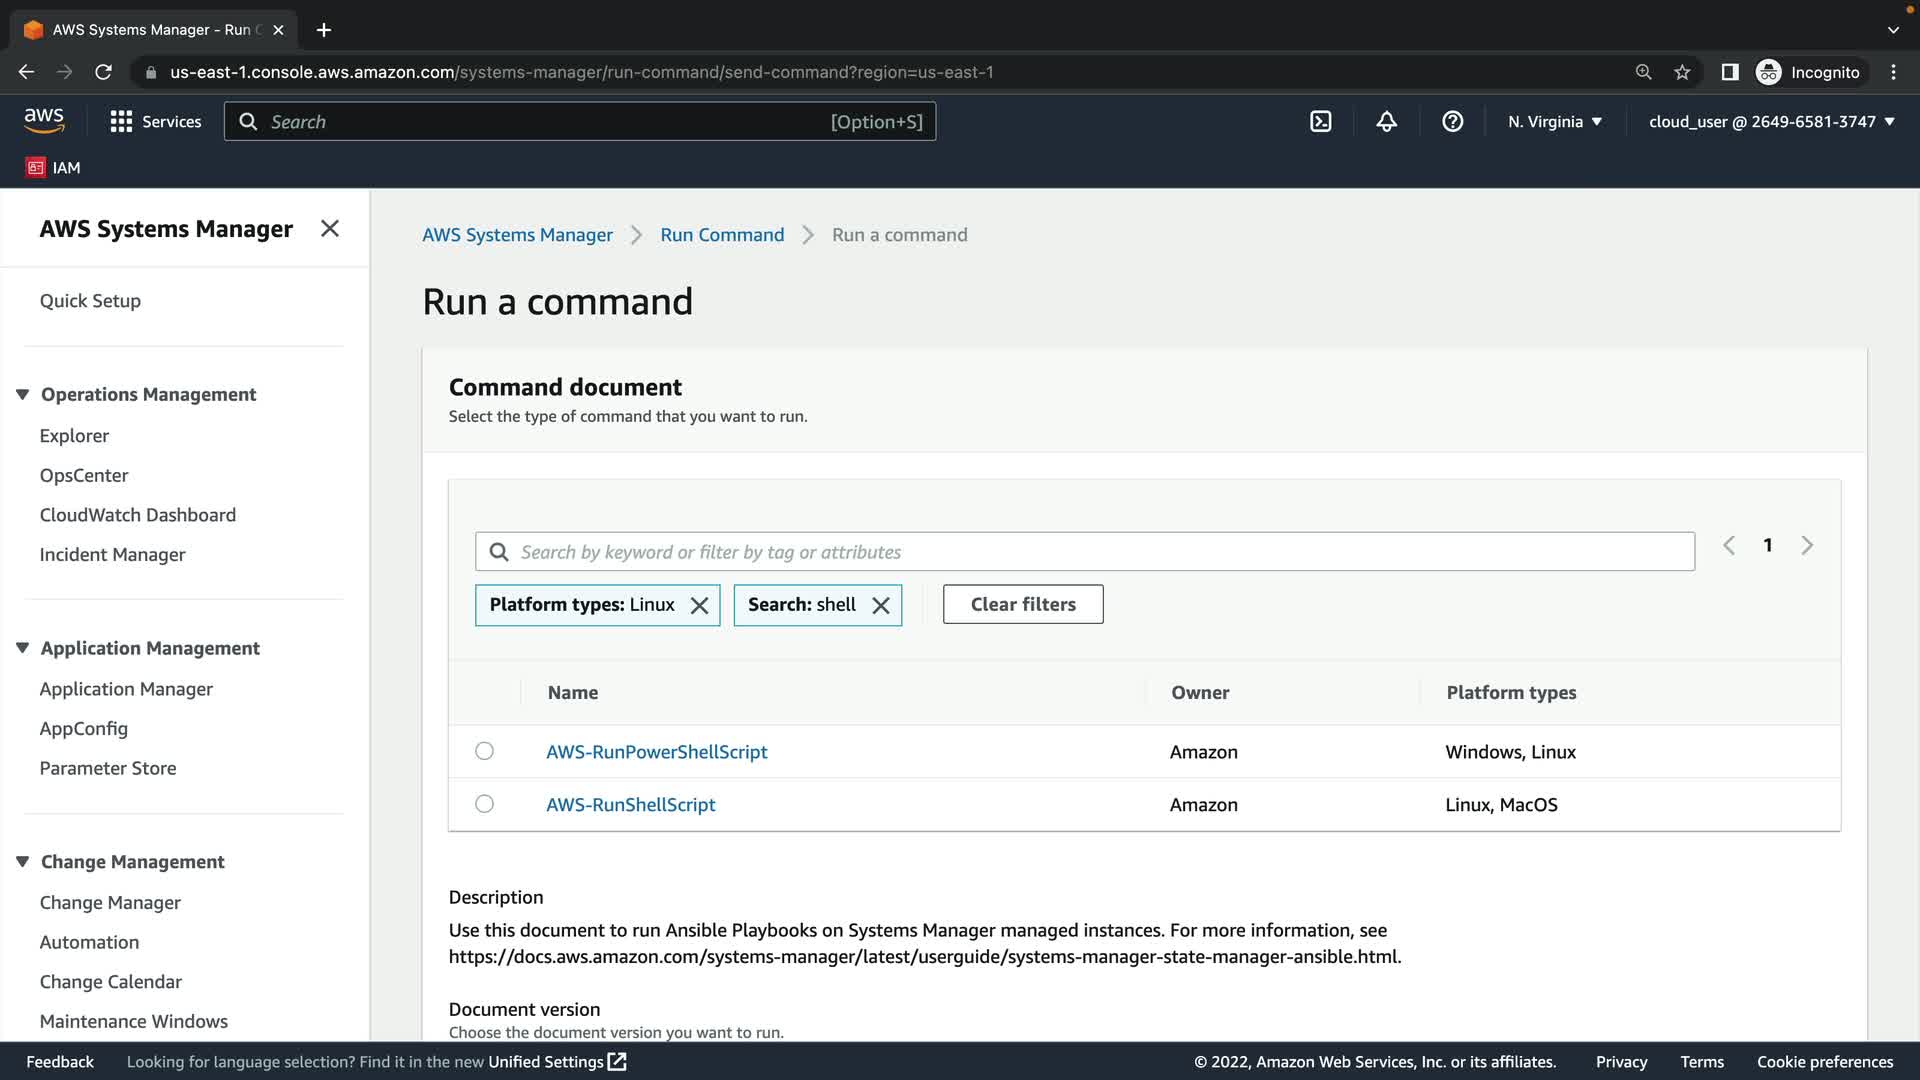 AWS Systems Manager - Run C
us-east-1.console.aws.amazon.com/systems-manager/run-command/send-command?region=us-east-1
Incognito
aws
Services
Search
[Option+S]
N. Virginia
cloud_user @ 2649-6581-3747
IAM
AWS Systems Manager
Quick Setup
Operations Management
Explorer
OpsCenter
CloudWatch Dashboard
Incident Manager
Application Management
Application Manager
AppConfig
Parameter Store
Change Management
Change Manager
Automation
Change Calendar
Maintenance Windows
AWS Systems Manager > Run Command > Run a command
Run a command
Command document
Select the type of command that you want to run.
Search by keyword or filter by tag or attributes
1
Platform types: Linux
Search: shell
Clear filters
Name Owner Platform types
AWS-RunPowerShellScript Amazon Windows, Linux
AWS-RunShellScript Amazon Linux, MacOS
Description
Use this document to run Ansible Playbooks on Systems Manager managed instances. For more information, see
https://docs.aws.amazon.com/systems-manager/latest/userguide/systems-manager-state-manager-ansible.html.
Document version
Choose the document version you want to run.
Feedback
Looking for language selection? Find it in the new Unified Settings
© 2022, Amazon Web Services, Inc. or its affiliates.
Privacy
Terms
Cookie preferences